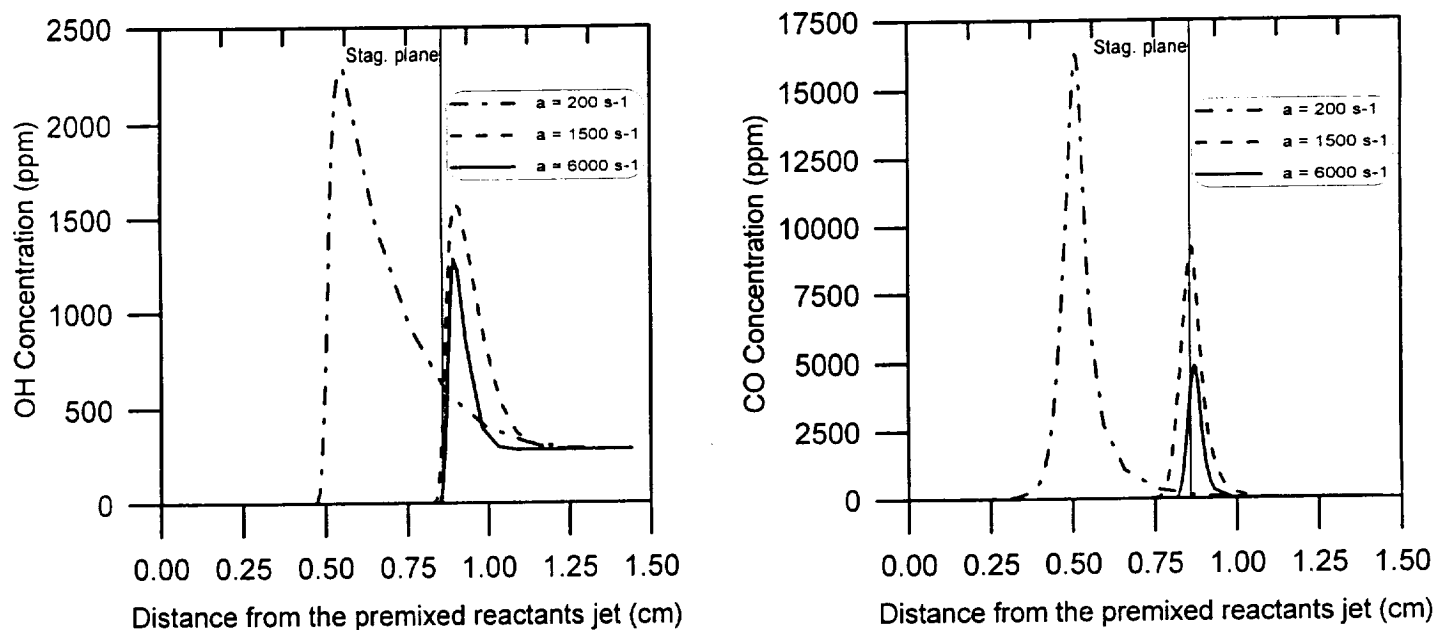 2500
2000
1500
1000
500
0
OH Concentration (ppm)
Stag. plane
a = 200 s-1
a = 1500 s-1
a = 6000 s-1
0.00 0.25 0.50 0.75 1.00 1.25 1.50
Distance from the premixed reactants jet (cm)
17500
15000
12500
10000
7500
5000
2500
0
CO Concentration (ppm)
Stag. plane
a = 200 s-1
a = 1500 s-1
a = 6000 s-1
0.00 0.25 0.50 0.75 1.00 1.25 1.50
Distance from the premixed reactants jet (cm)